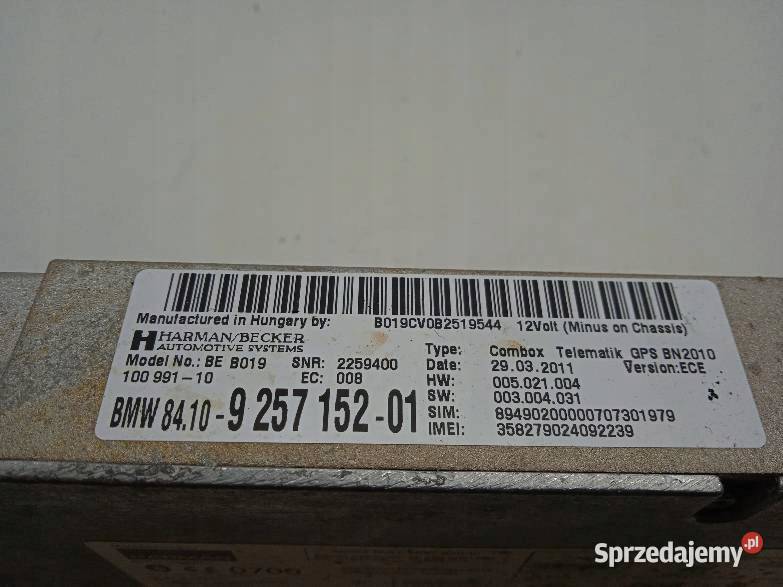 Manufactured in Hungary by:
B019CV0B2519544 12Volt (Minus on Chassis)
HARMAN/BECKER
AUTOMOTIVE SYSTEMS
Model No.: BE B019 SNR: 2259400
100 991-10 EC: 008
BMW 84.10-9 257 152-01
Type: Combox Telematik GPS BN2010
Date: 29.03.2011 Version:ECE
HW: 005.021.004
SW: 003.004.031
SIM: 89490200000707301979
IMEI: 358279024092239
Sprzedajemy.pl